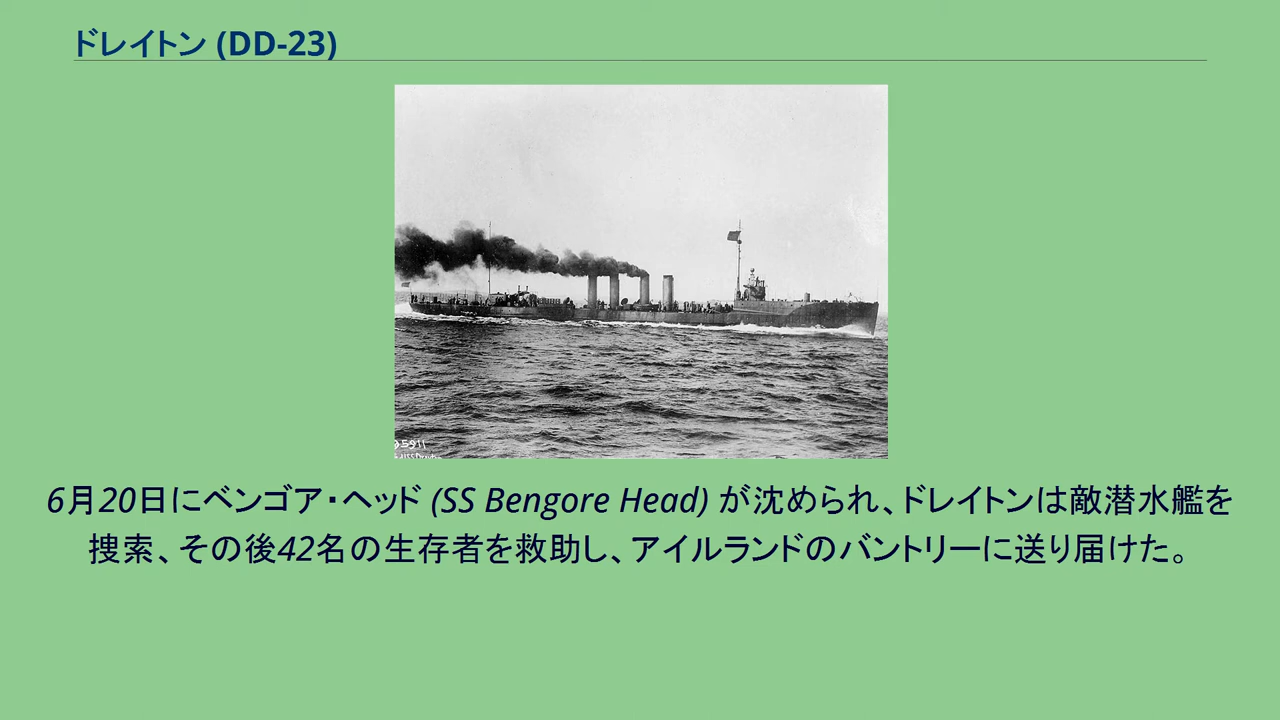 ドレイトン (DD-23)
6月20日にベンゴア・ヘッド (SS Bengore Head) が沈められ、ドレイトンは敵潜水艦を
捜索、その後42名の生存者を救助し、アイルランドのバントリーに送り届けた。